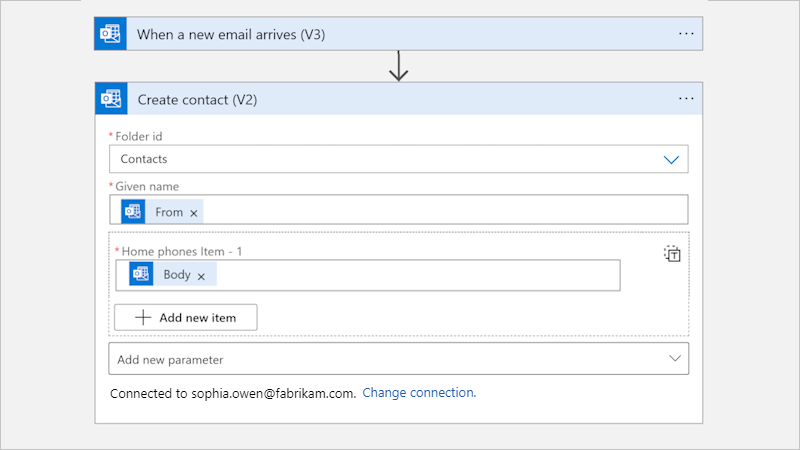 When a new email arrives (V3)
Create contact (V2)
* Folder id
Contacts
* Given name
From ×
* Home phones Item - 1
Body ×
Add new item
Add new parameter
Connected to sophia.owen@fabrikam.com. Change connection.